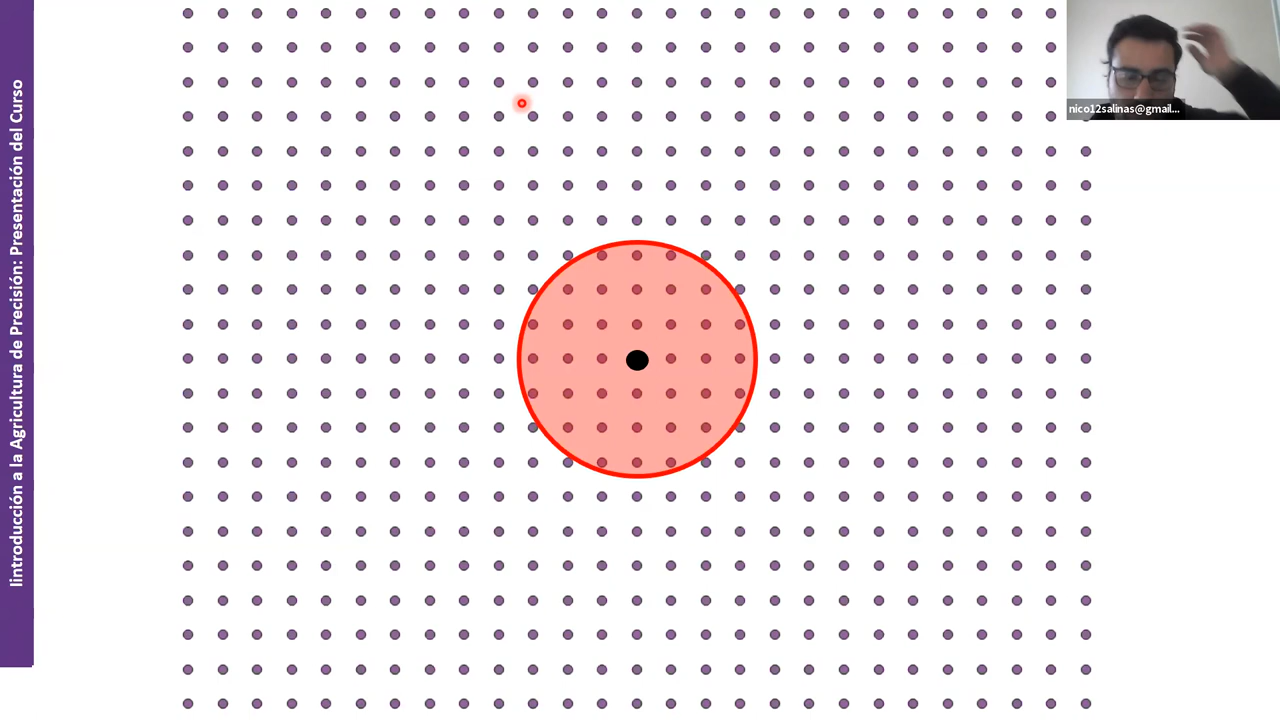 Iintroducción a la Agricultura de Precisión: Presentación del Curso
nico12salinas@gmail...